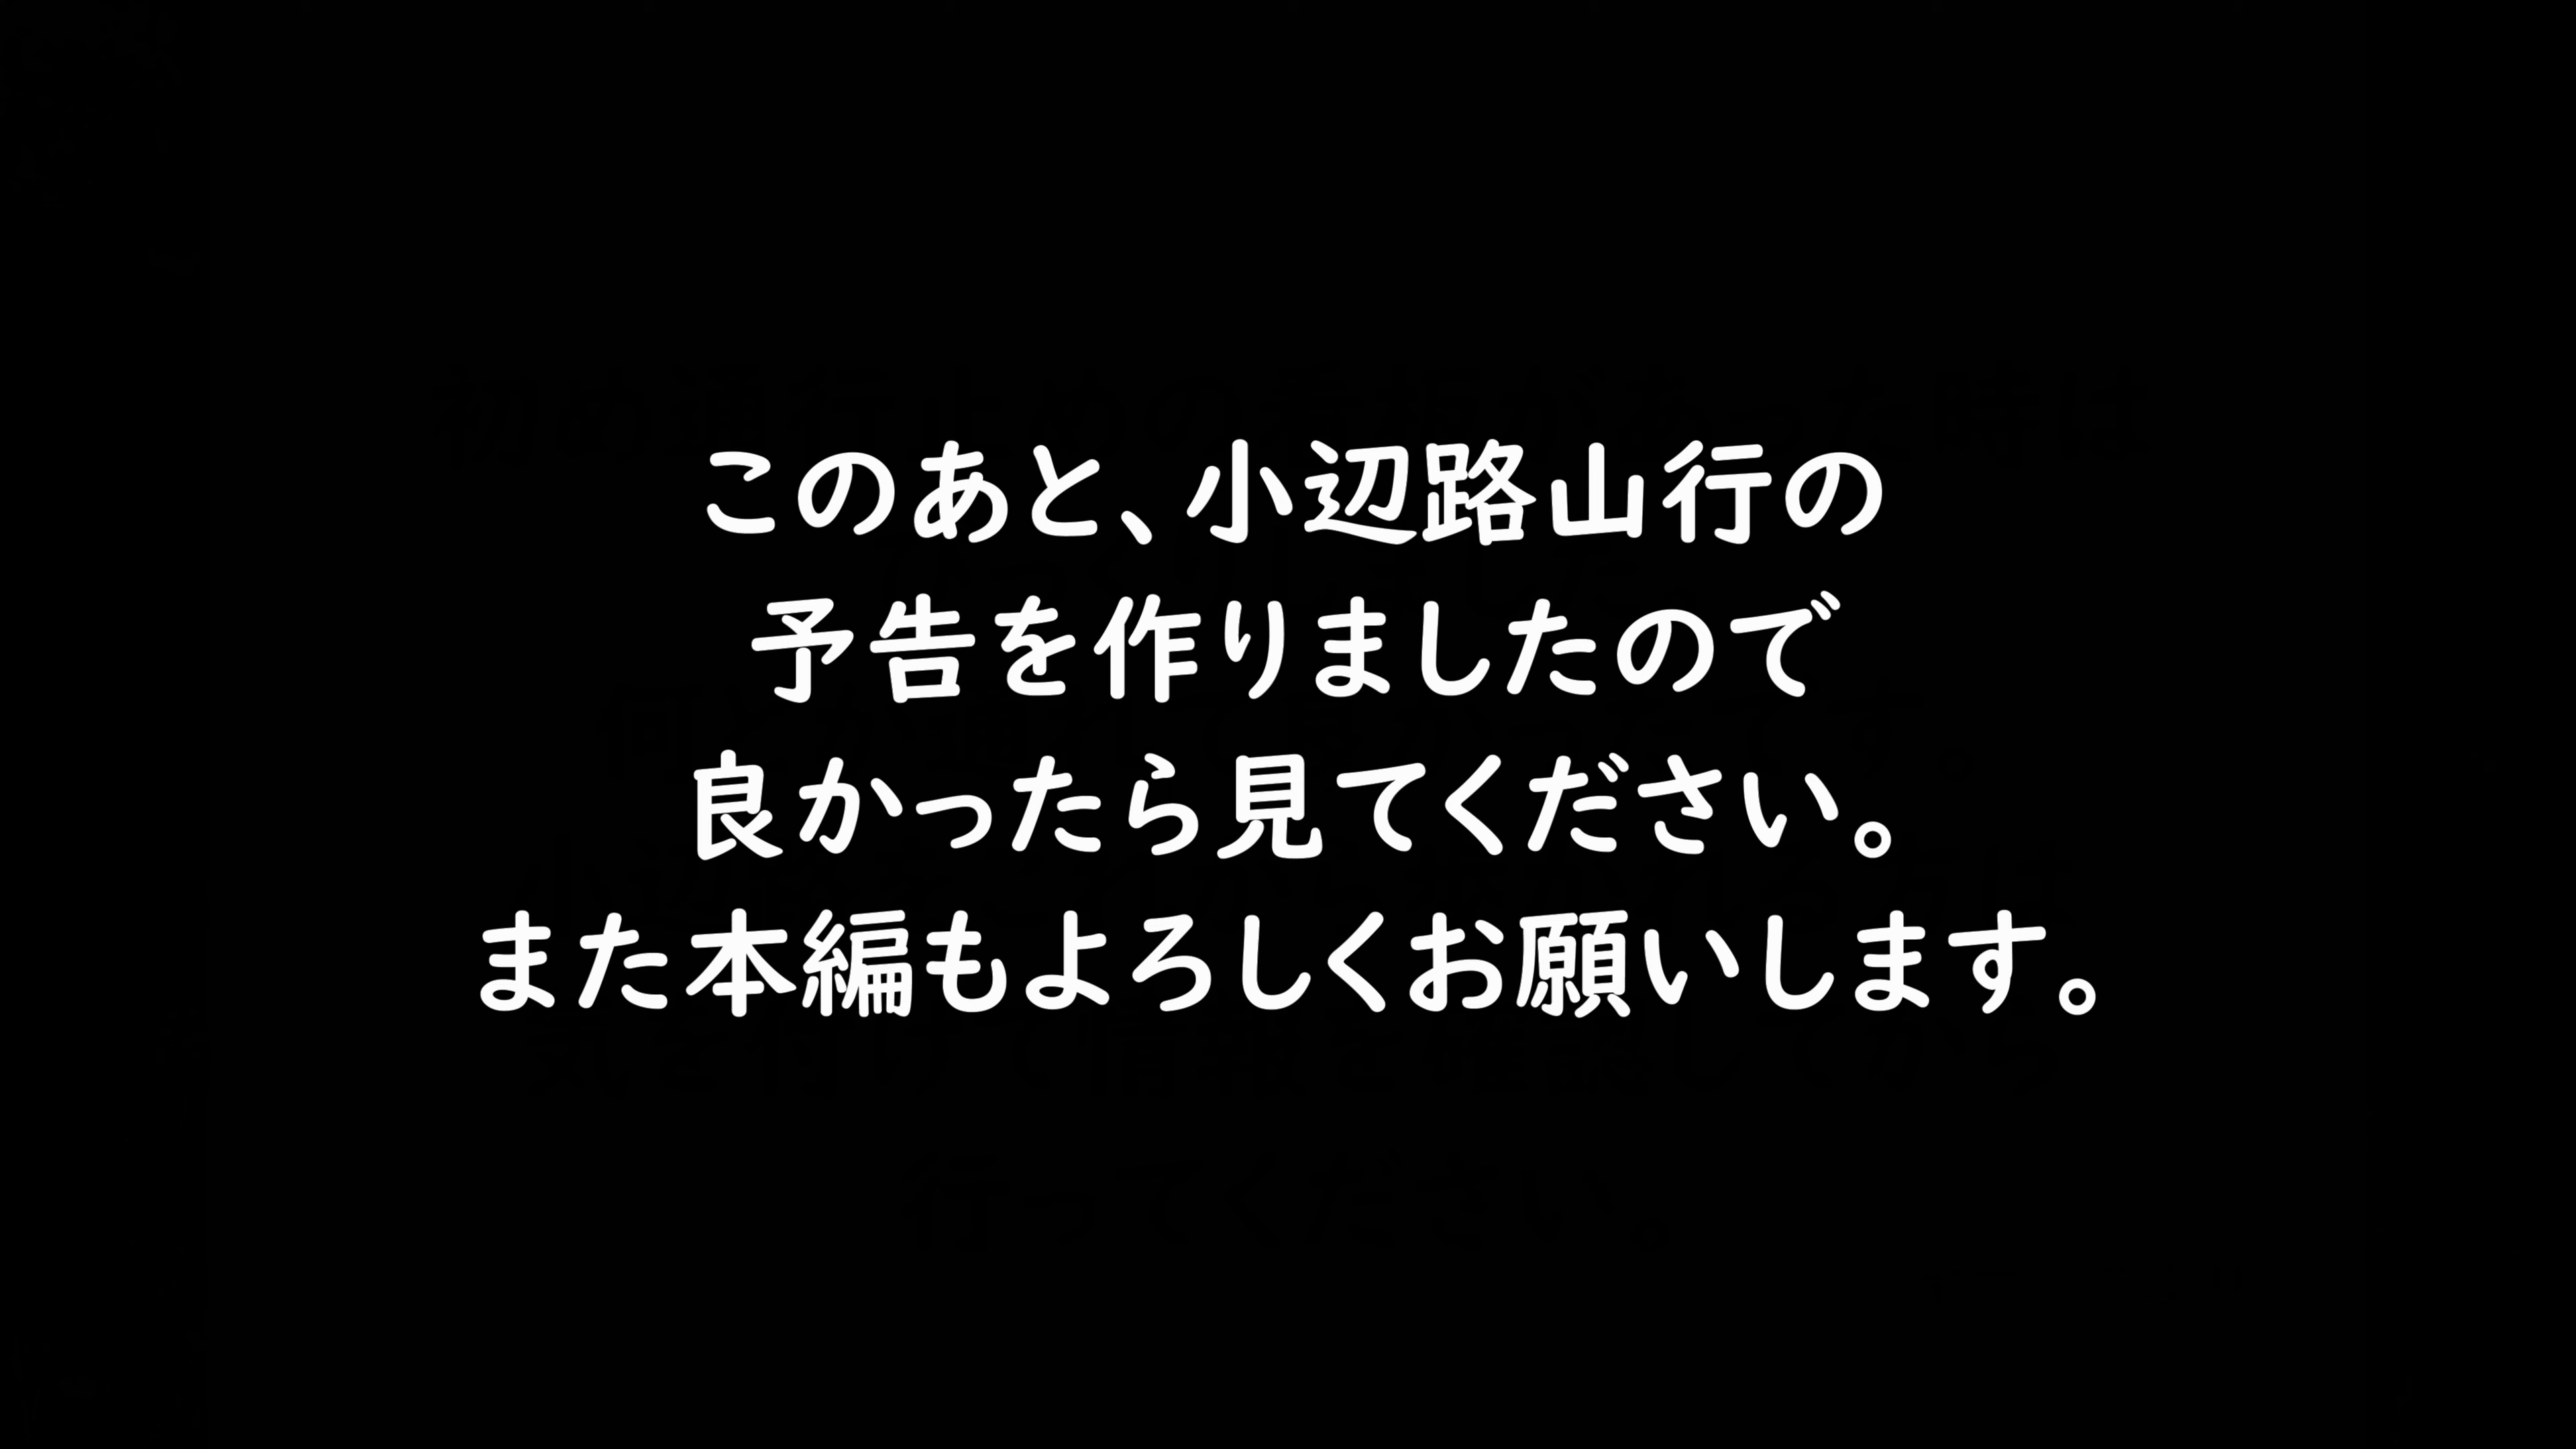 このあと、小辺路山行の
予告を作りましたので
良かったら見てください。
また本編もよろしくお願いします。